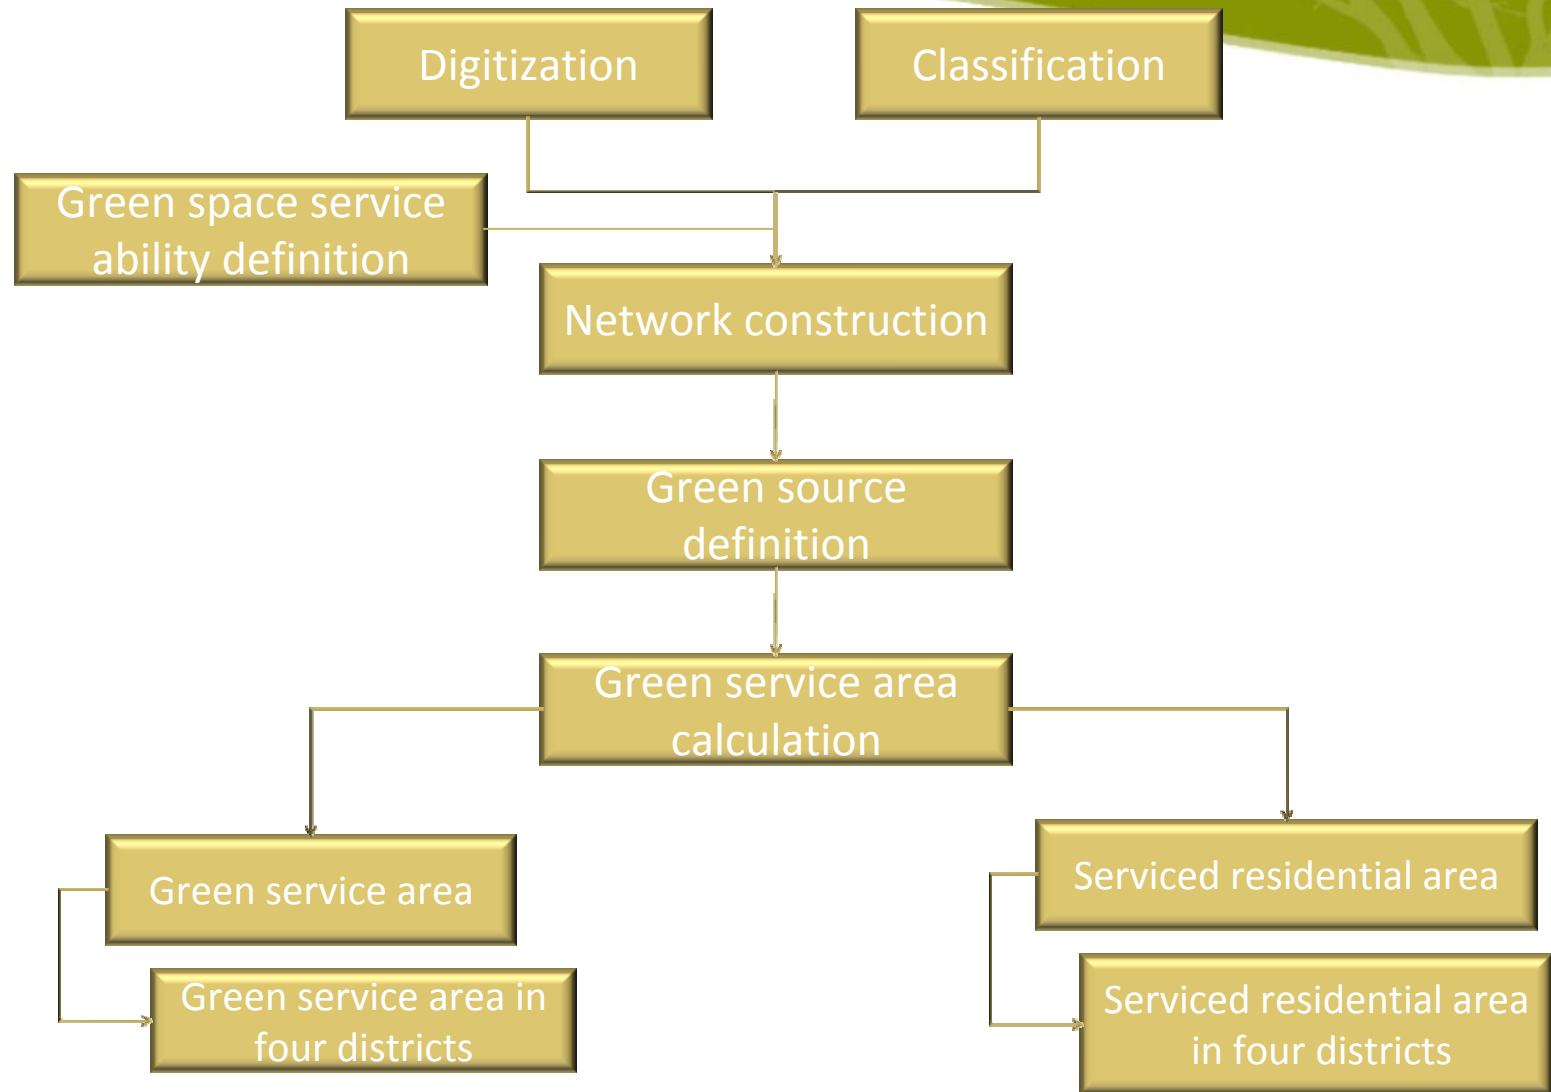 Digitization
Classification
Green space service
ability definition
Network construction
Green source
definition
Green service area
calculation
Green service area
Green service area in
four districts
Serviced residential area
Serviced residential area
in four districts